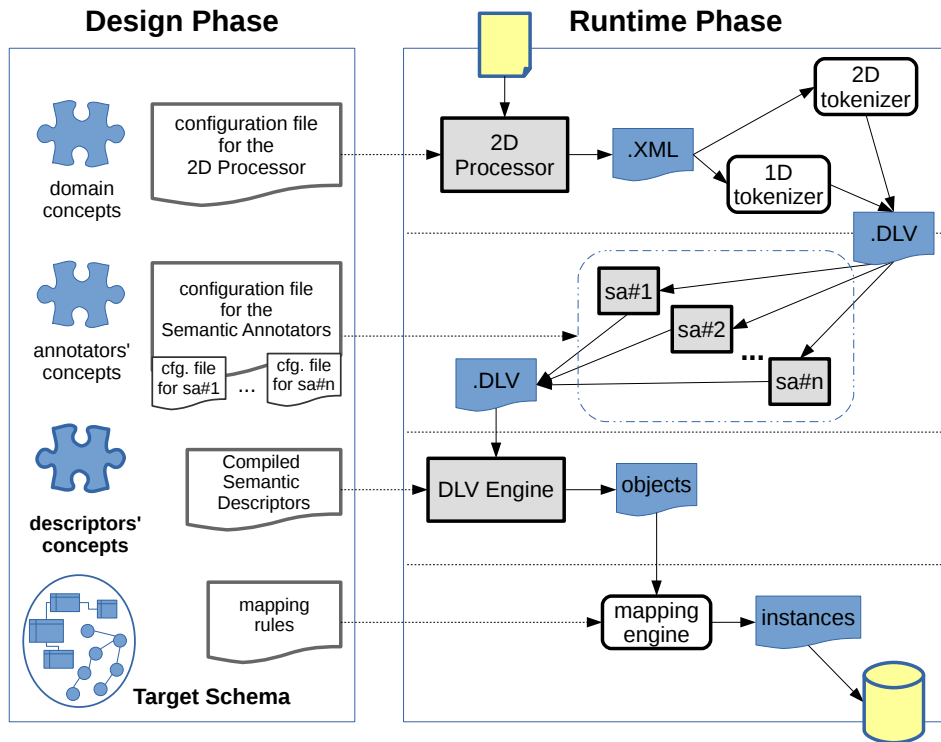 Design Phase
domain
concepts
configuration file
for the
2D Processor
annotators'
concepts
configuration file
for the
Semantic Annotators
cfg. file
for sa#1
...
cfg. file
for sa#n
descriptors'
concepts
Compiled
Semantic
Descriptors
mapping
rules
Target Schema
Runtime Phase
2D
Processor
.XML
2D
tokenizer
1D
tokenizer
.DLV
sa#1
sa#2
...
sa#n
.DLV
DLV Engine
objects
mapping
engine
instances